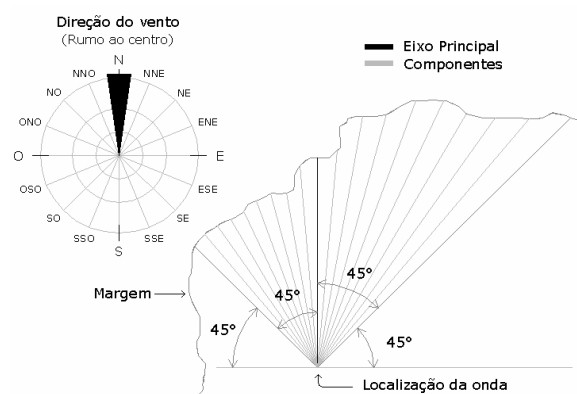 Direção do vento
(Rumo ao centro)
N
NNO
NNE
NO
NE
ONO
ENE
O
E
OSO
ESE
SO
SE
SSO
SSE
S
Eixo Principal
Componentes
Margem
45°
45°
45°
45°
Localização da onda